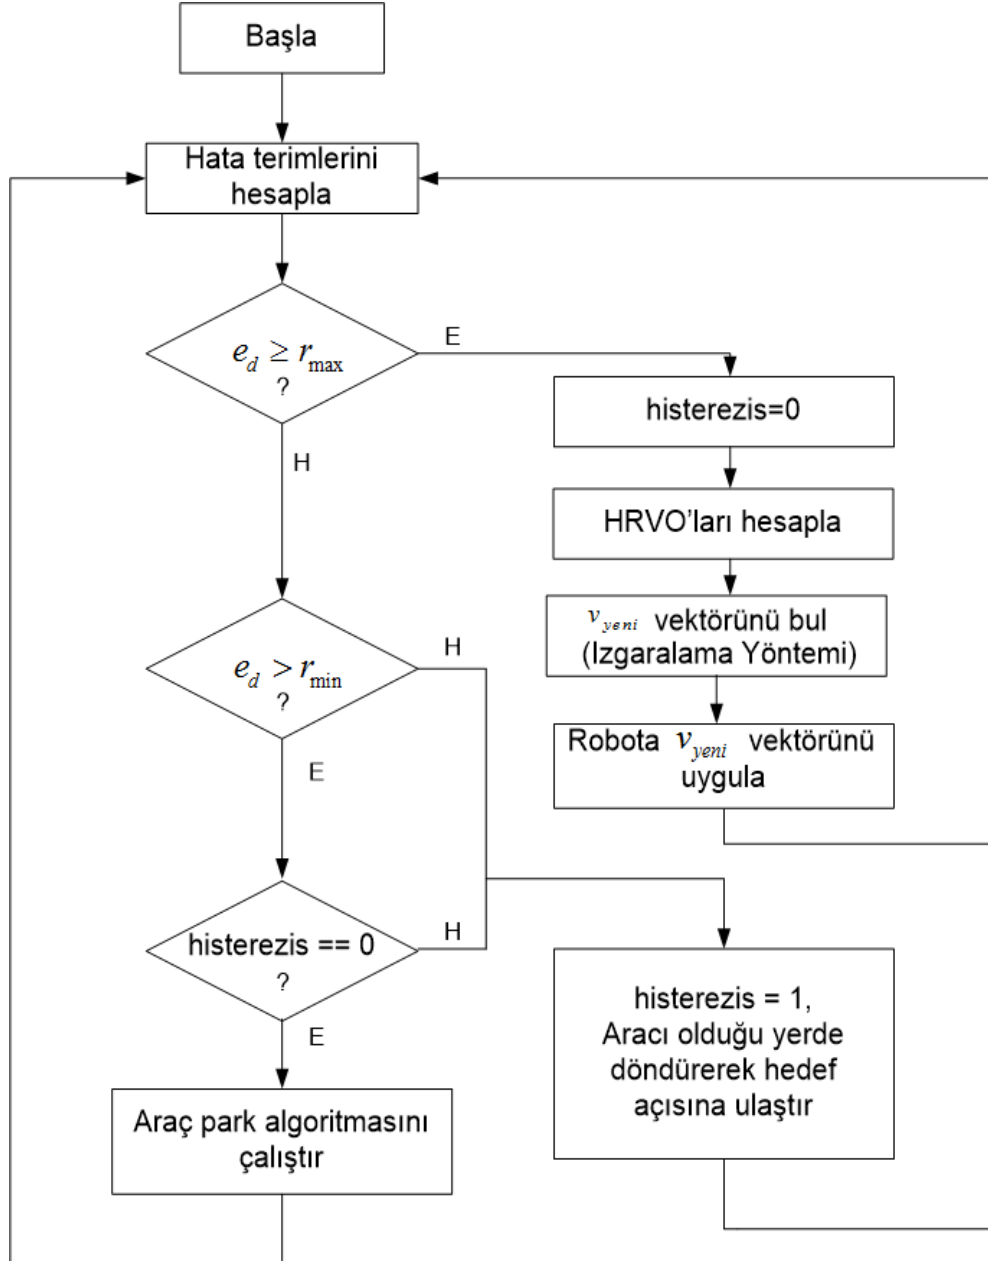 Başla
Hata terimlerini
hesapla
e_d ≥ r_max
?
E
H
histerezis=0
HRVO'ları hesapla
v_yeni vektörünü bul
(Izgaralama Yöntemi)
Robota v_yeni vektörünü
uygula
e_d > r_min
?
H
E
histerezis == 0
?
H
E
histerezis = 1,
Aracı olduğu yerde
döndürerek hedef
açısına ulaştır
Araç park algoritmasını
çalıştır